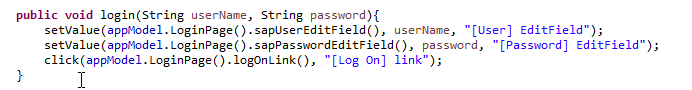 public void login(String userName, String password){
    setValue(appModel.LoginPage().sapUserEditField(), userName, "[User] EditField");
    setValue(appModel.LoginPage().sapPasswordEditField(), password, "[Password] EditField");
    click(appModel.LoginPage().logOnLink(), "[Log On] link");
}